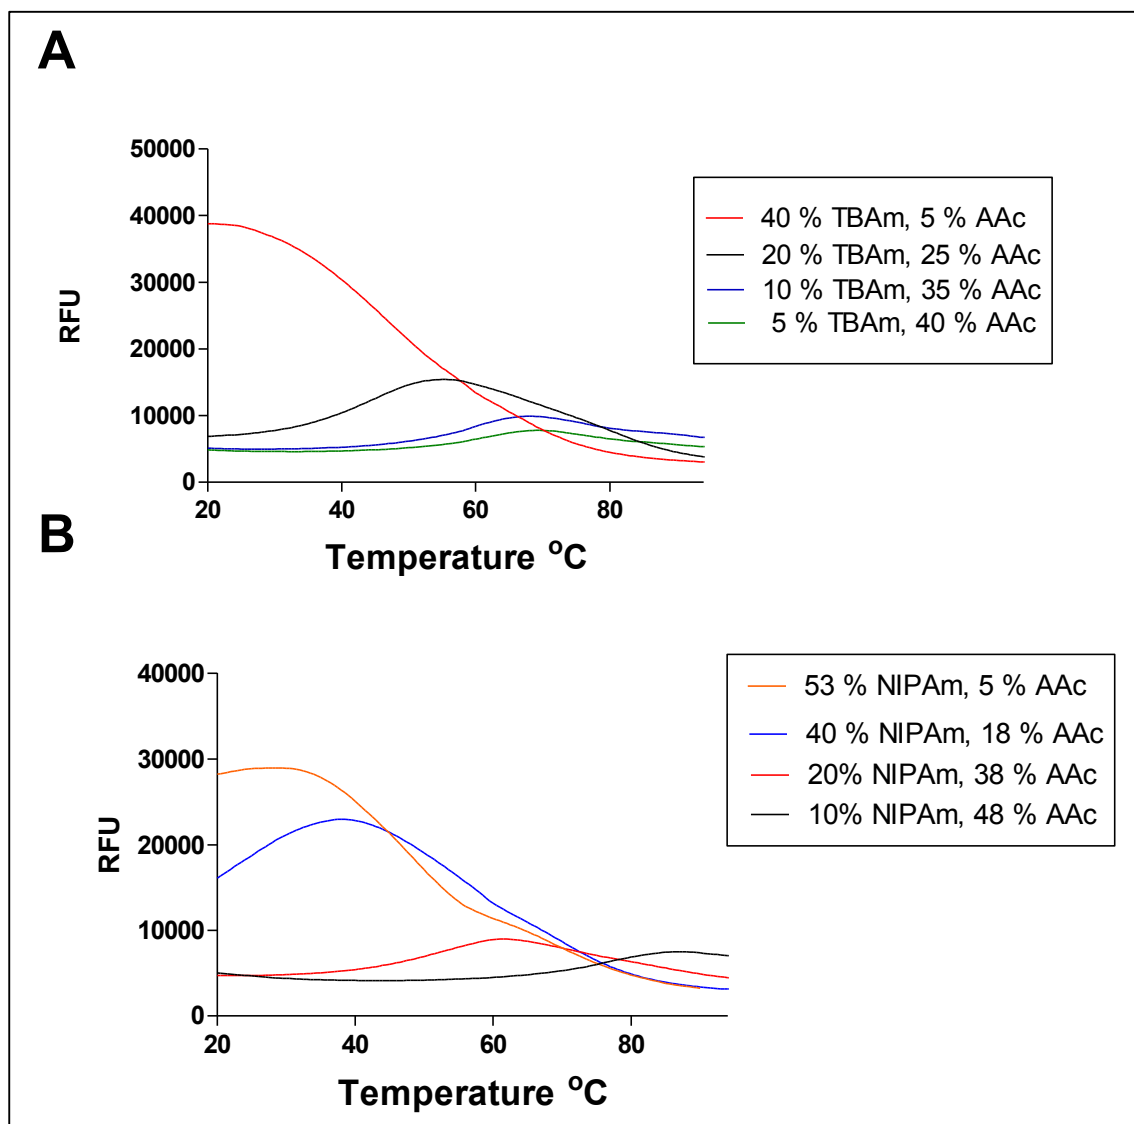 A
50000
40000
30000
20000
10000
0
RFU
20 40 60 80
Temperature °C
40 % TBAm, 5 % AAc
20 % TBAm, 25 % AAc
10 % TBAm, 35 % AAc
5 % TBAm, 40 % AAc
B
40000
30000
20000
10000
0
RFU
20 40 60 80
Temperature °C
53 % NIPAm, 5 % AAc
40 % NIPAm, 18 % AAc
20% NIPAm, 38 % AAc
10% NIPAm, 48 % AAc